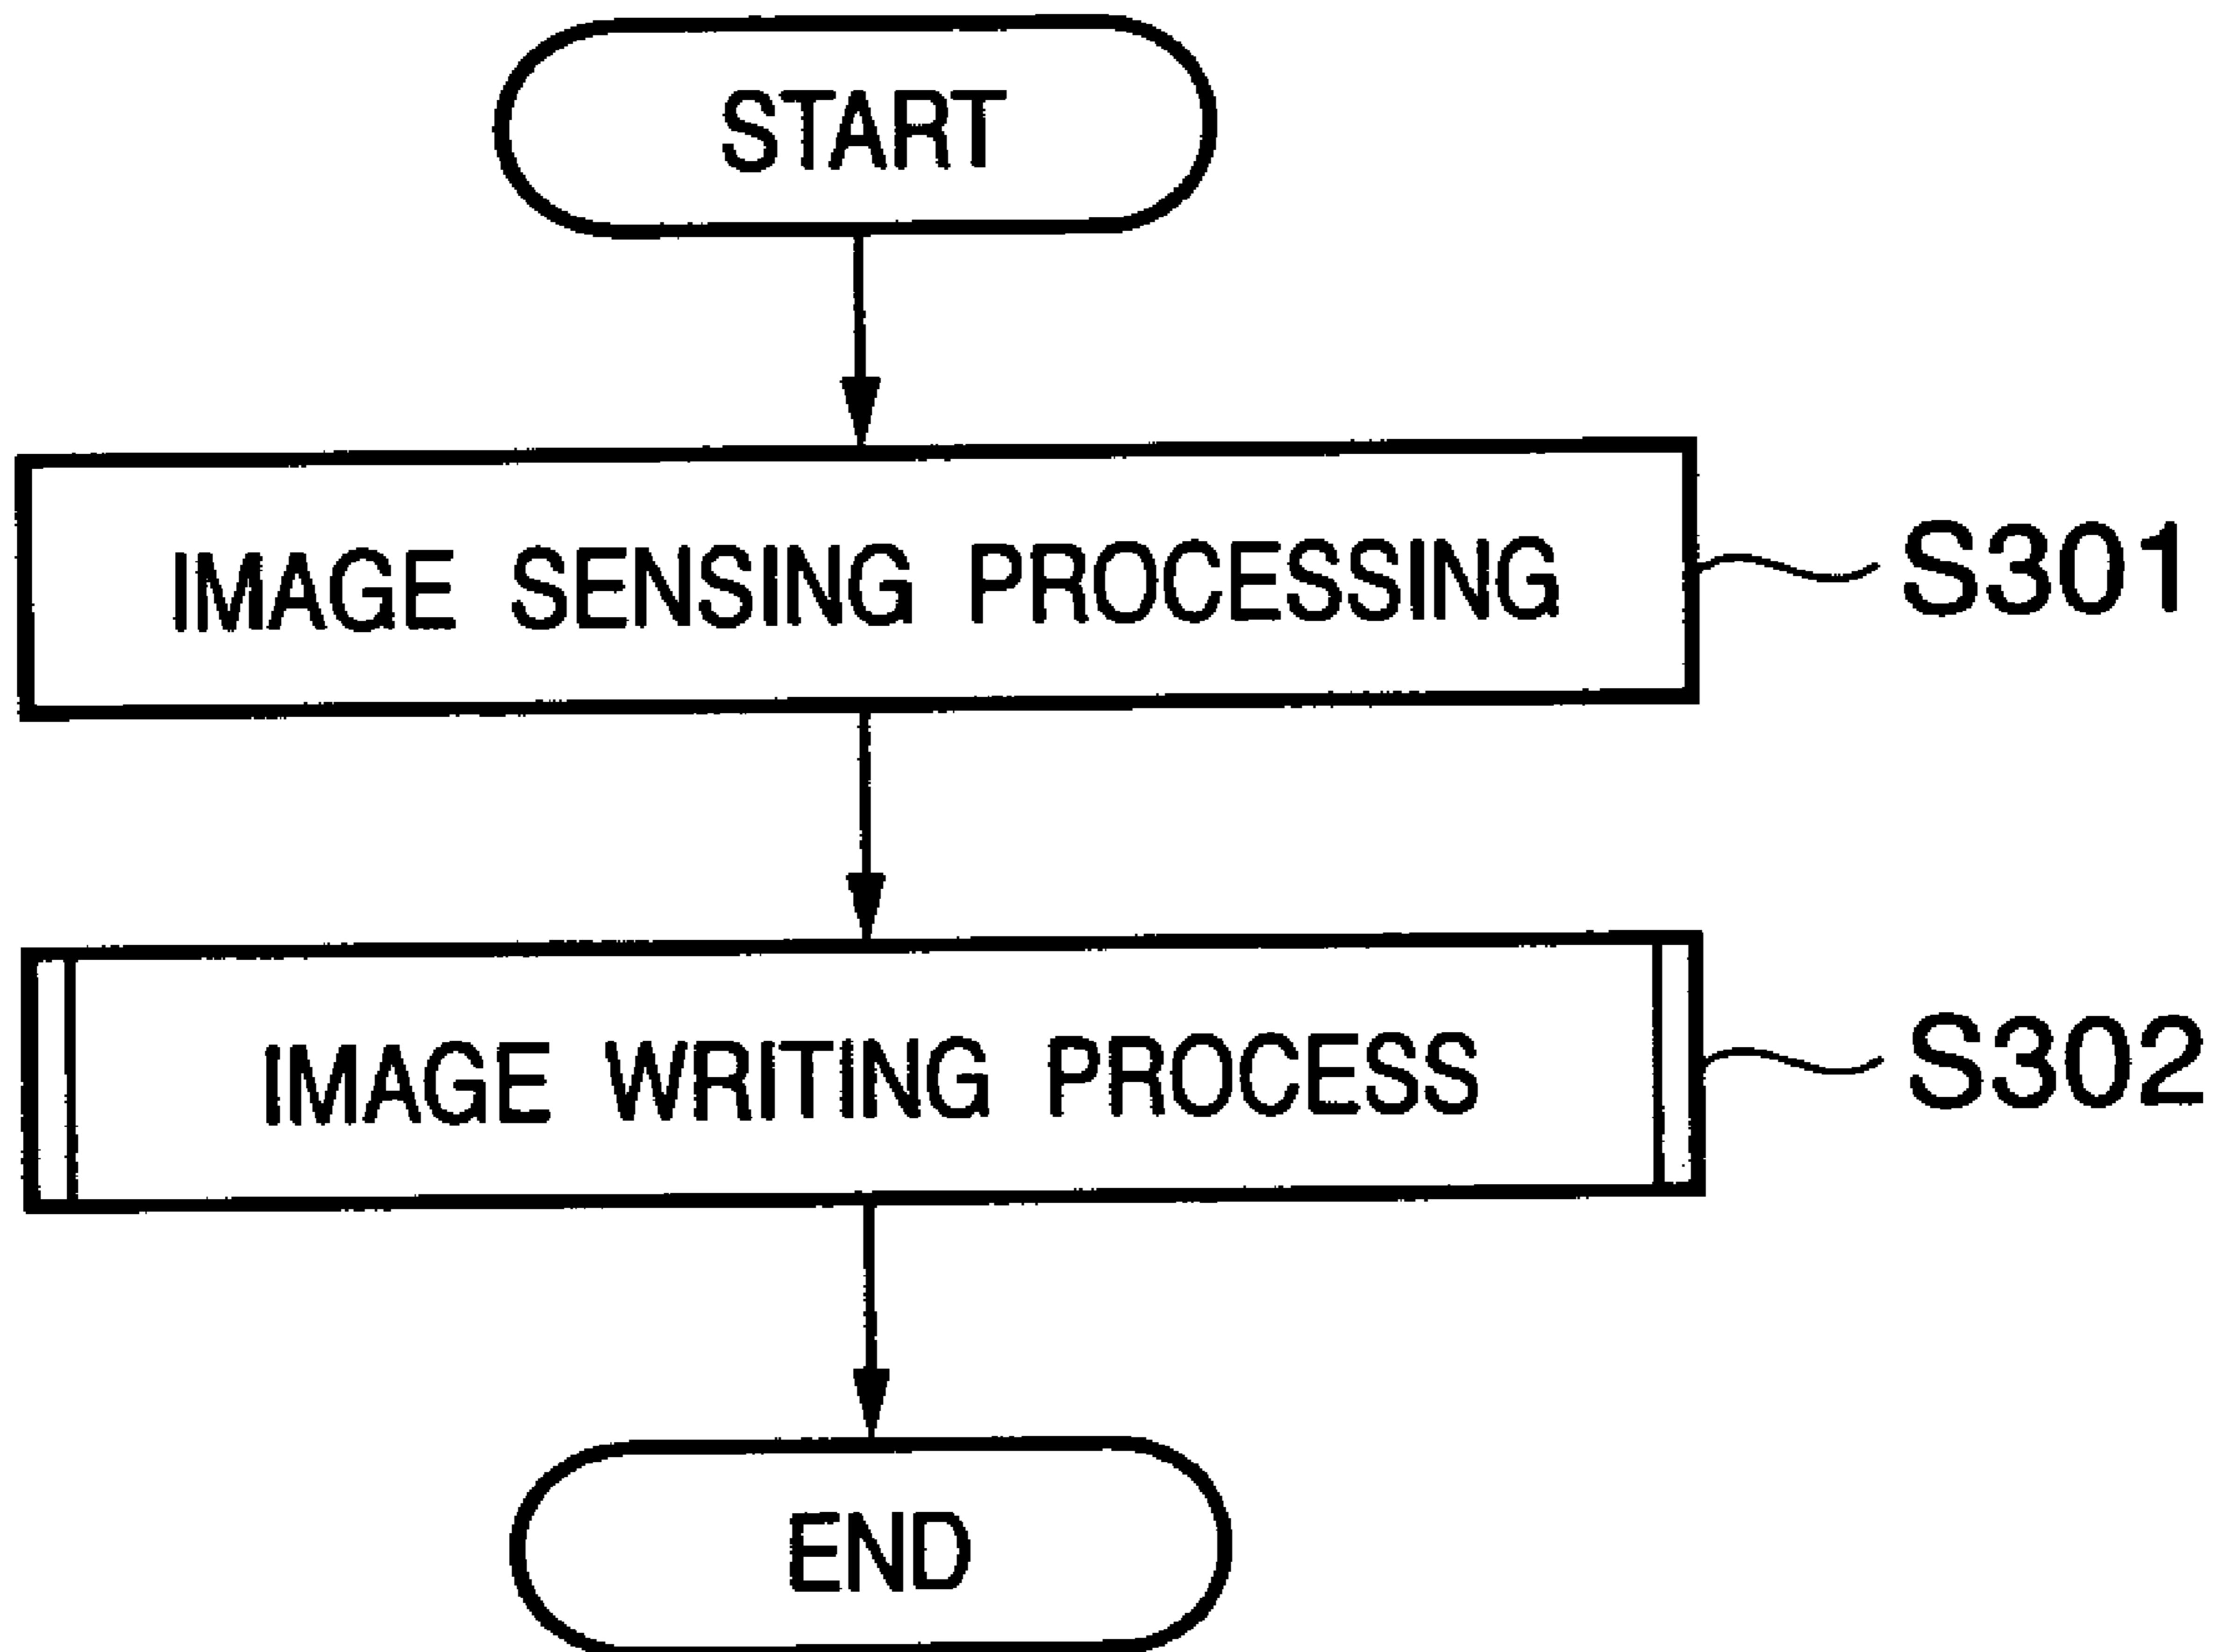 START
IMAGE SENSING PROCESSING S301
IMAGE WRITING PROCESS S302
END